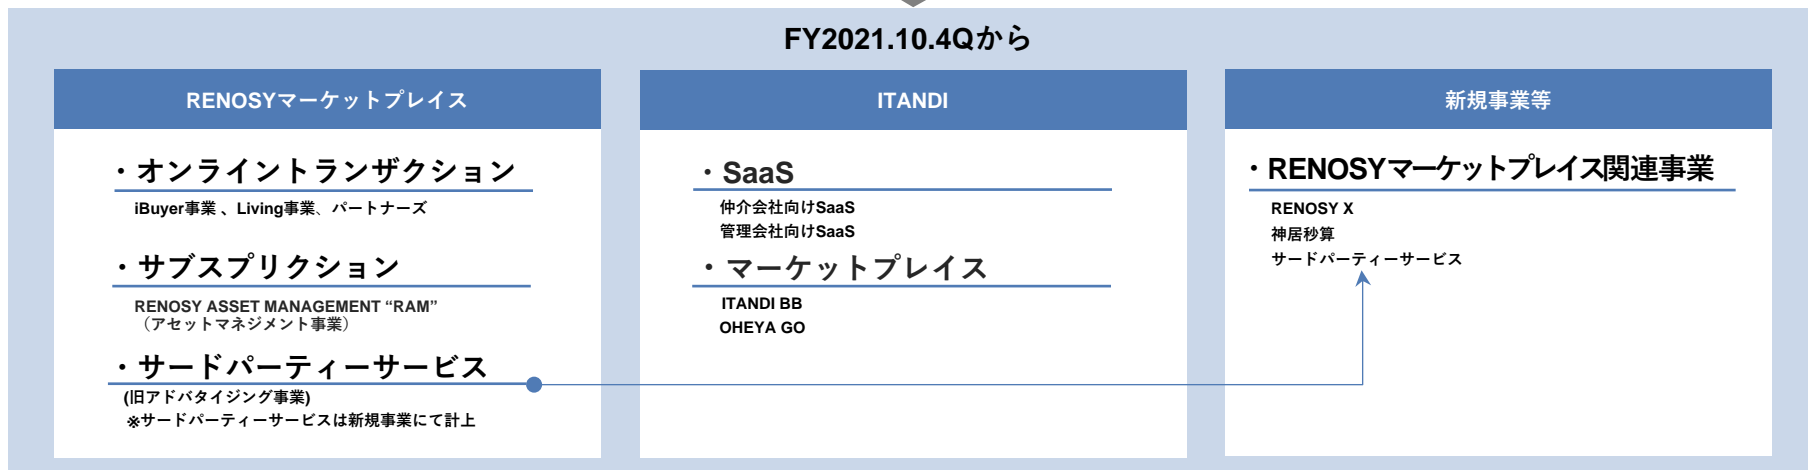 FY2021.10.4Qから
RENOSYマーケットプレイス
・オンライントランザクション
iBuyer事業 、Living事業、パートナーズ
・サブスプリクション
RENOSY ASSET MANAGEMENT “RAM”
（アセットマネジメント事業）
・サードパーティーサービス
(旧アドバタイジング事業)
※サードパーティーサービスは新規事業にて計上
ITANDI
・SaaS
仲介会社向けSaaS
管理会社向けSaaS
・マーケットプレイス
ITANDI BB
OHEYA GO
新規事業等
・RENOSYマーケットプレイス関連事業
RENOSY X
神居秒算
サードパーティーサービス